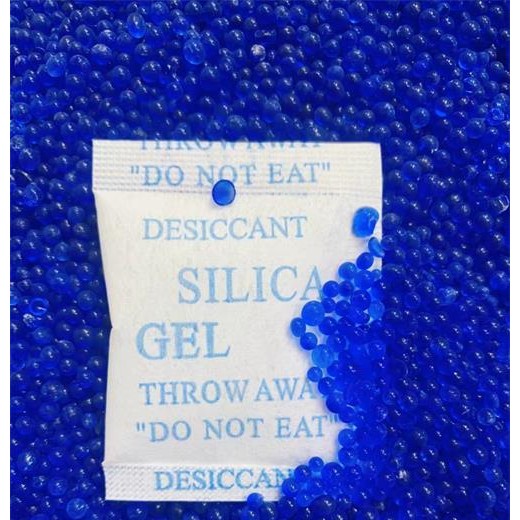 THROW AWAY
"DO NOT EAT"
DESICCANT
SILICA
GEL
THROW AWA
"DO NOT EAT"
DESICCAN